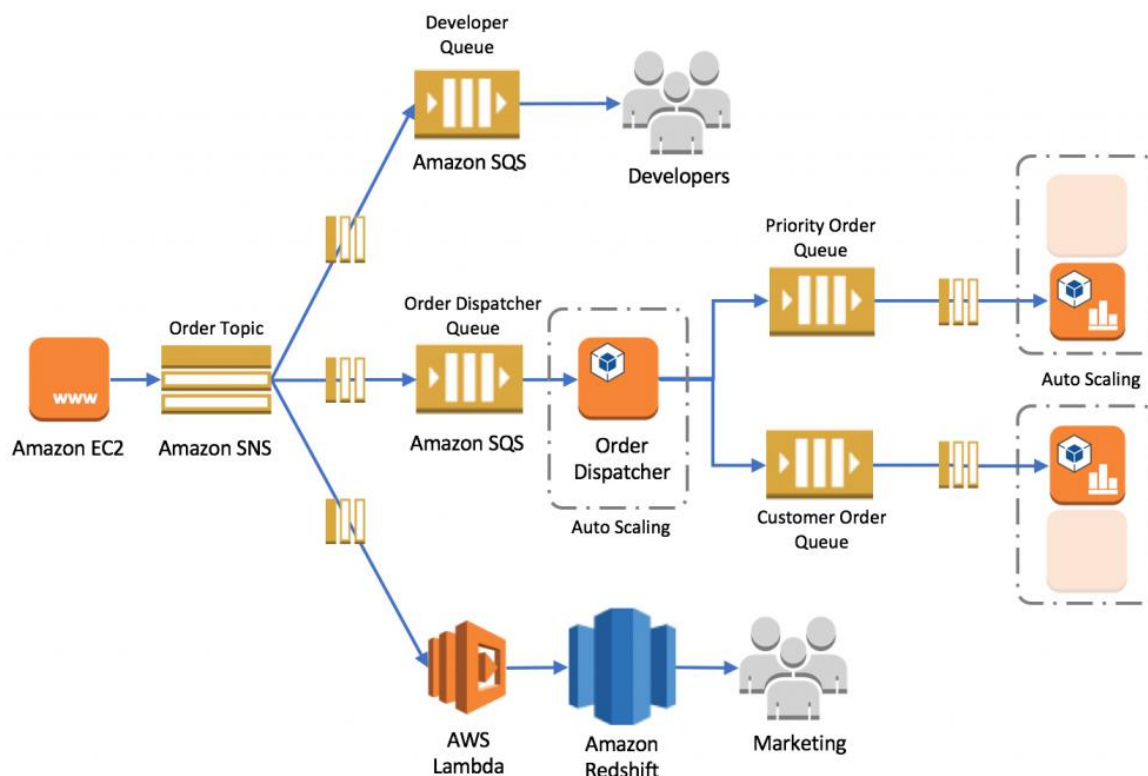 Developer
Queue
Amazon SQS
Developers
Priority Order
Queue
Order Dispatcher
Queue
Order Topic
www
Amazon EC2
Amazon SNS
Amazon SQS
Order
Dispatcher
Auto Scaling
Auto Scaling
Customer Order
Queue
AWS
Lambda
Amazon
Redshift
Marketing